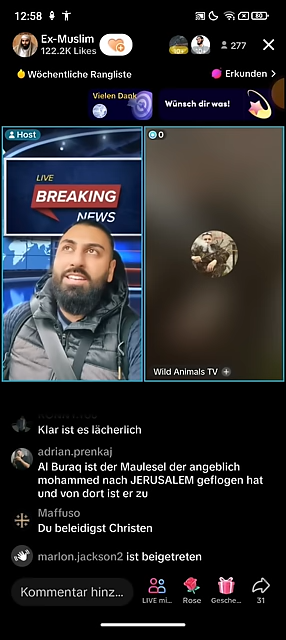 12:58
80
Ex-Muslim
122.2K Likes
277
Wöchentliche Rangliste
Erkunden >
Vielen Dank
Wünsch dir was!
Host
0
LIVE
BREAKING
NEWS
Wild Animals TV +
Klar ist es lächerlich
adrian.prenkaj
Al Buraq ist der Maulesel der angeblich
mohammed nach JERUSALEM geflogen hat
und von dort ist er zu
Maffuso
Du beleidigst Christen
marlon.jackson2 ist beigetreten
Kommentar hinz...
LIVE mi...
Rose
Gesche...
31